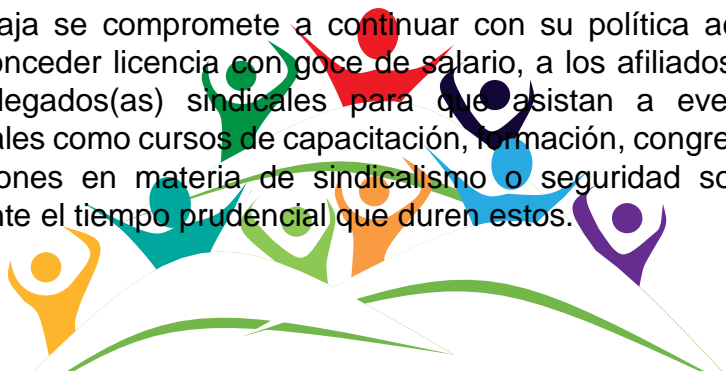 aja se compromete a continuar con su política ac
onceder licencia con goce de salario, a los afiliados
legados(as) sindicales para que asistan a eve
ales como cursos de capacitación, formación, congre
ones en materia de sindicalismo o seguridad so
nte el tiempo prudencial que duren estos.